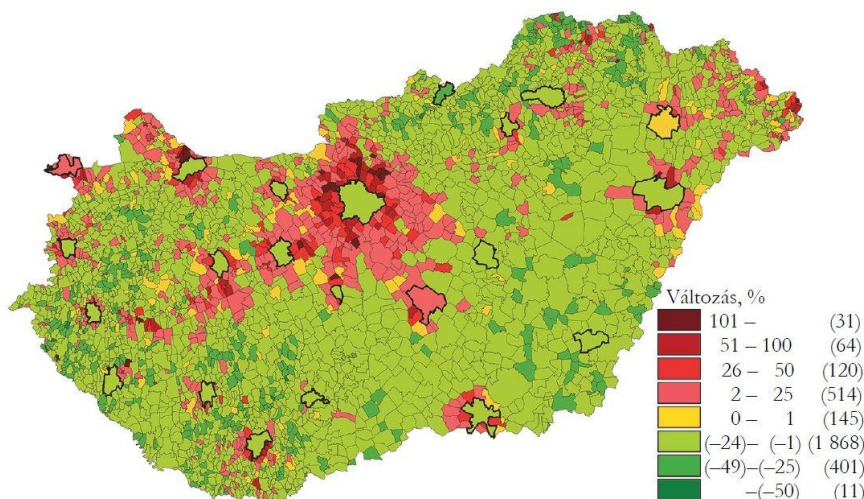 Változás, %
101 – (31)
51 – 100 (64)
26 – 50 (120)
2 – 25 (514)
0 – 1 (145)
(–24)– (–1) (1 868)
(–49)–(–25) (401)
–(–50) (11)